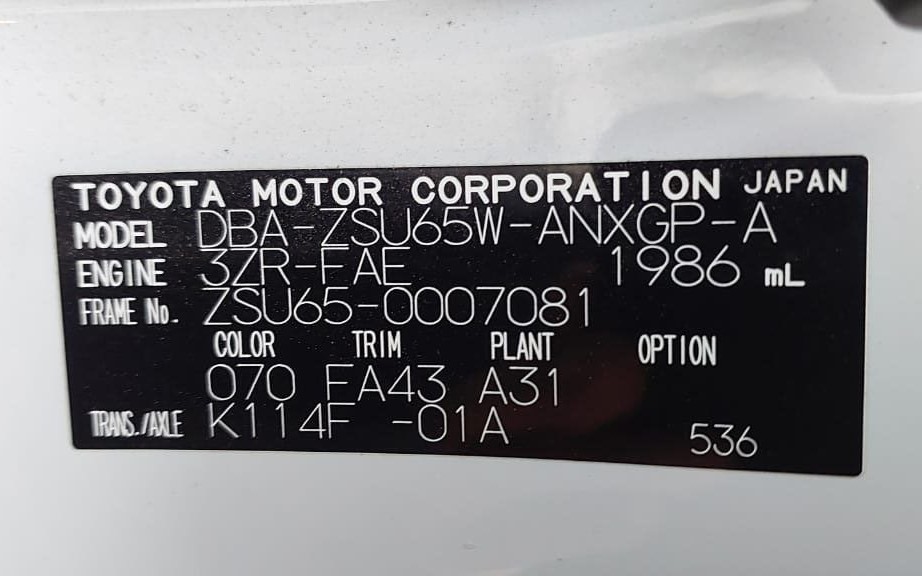 TOYOTA MOTOR CORPORATION JAPAN
MODEL DBA-ZSU65W-ANXGP-A
ENGINE 3ZR-FAE 1986 mL
FRAME No. ZSU65-0007081
COLOR TRIM PLANT OPTION
070 FA43 A31
TRANS./AXLE K114F -01A 536